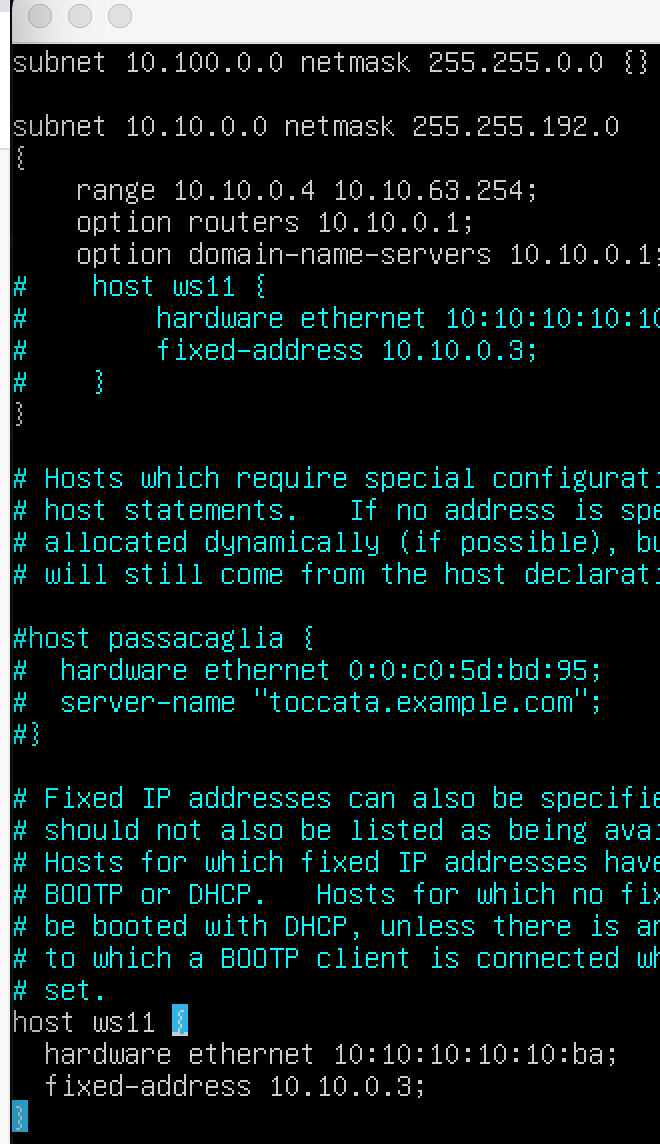 subnet 10.100.0.0 netmask 255.255.0.0 {}
subnet 10.10.0.0 netmask 255.255.192.0
{
range 10.10.0.4 10.10.63.254;
option routers 10.10.0.1;
option domain-name-servers 10.10.0.1;
# host ws11 {
# hardware ethernet 10:10:10:10:10
# fixed-address 10.10.0.3;
# }
}
# Hosts which require special configurati
# host statements. If no address is spe
# allocated dynamically (if possible), bu
# will still come from the host declarati
#host passacaglia {
# hardware ethernet 0:0:c0:5d:bd:95;
# server-name "toccata.example.com";
#}
# Fixed IP addresses can also be specifie
# should not also be listed as being avai
# Hosts for which fixed IP addresses have
# BOOTP or DHCP. Hosts for which no fix
# be booted with DHCP, unless there is an
# to which a BOOTP client is connected wh
# set.
host ws11 {
hardware ethernet 10:10:10:10:10:ba;
fixed-address 10.10.0.3;
}